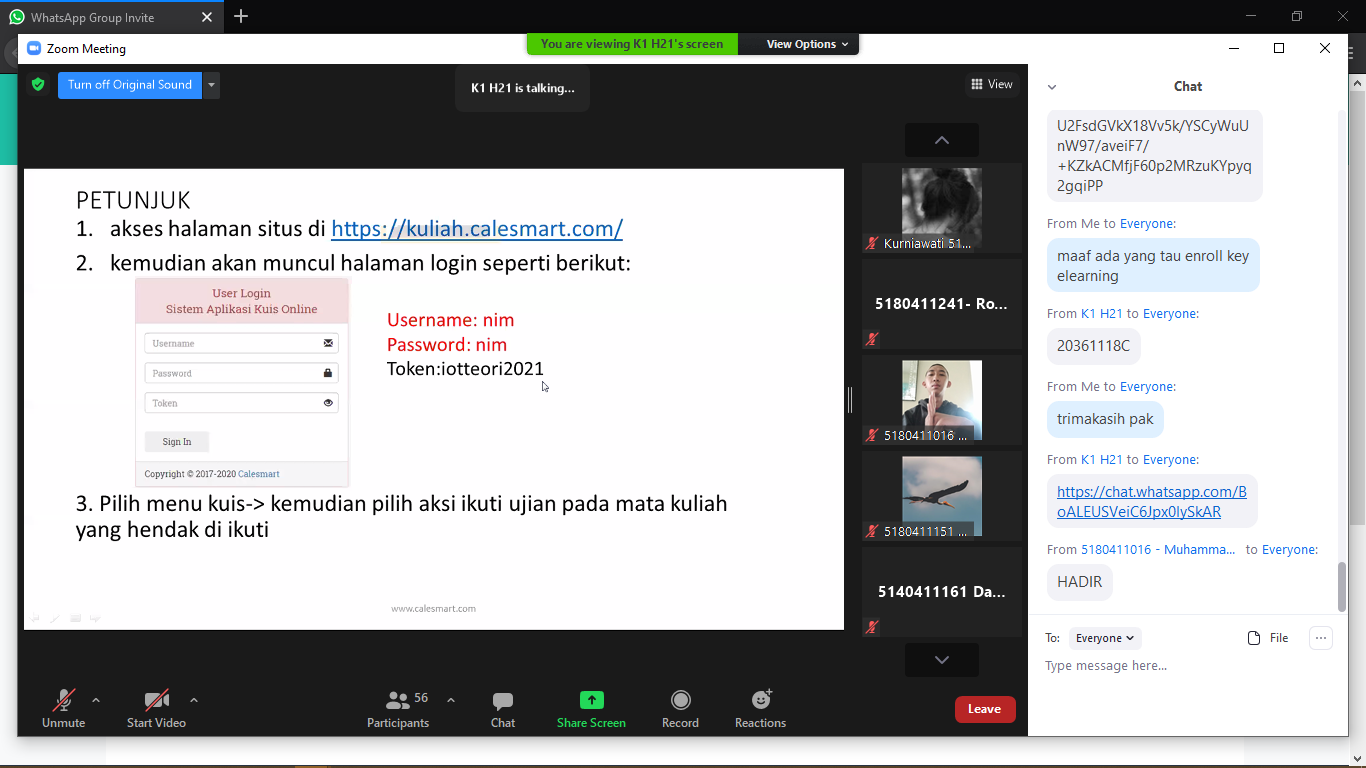 WhatsApp Group Invite
Zoom Meeting
You are viewing K1 H21's screen
View Options
Turn off Original Sound
K1 H21 is talking...
View
PETUNJUK
1. akses halaman situs di https://kuliah.calesmart.com/
2. kemudian akan muncul halaman login seperti berikut:
User Login
Sistem Aplikasi Kuis Online
Username
Password
Token
Sign In
Copyright © 2017-2020 Calesmart
Username: nim
Password: nim
Token:iotteori2021
3. Pilih menu kuis-> kemudian pilih aksi ikuti ujian pada mata kuliah
yang hendak di ikuti
www.calesmart.com
Kurniawati 51...
5180411241- Ro...
5180411016 ...
5180411151 ...
5140411161 Da...
Chat
U2FsdGVkX18Vv5k/YSCyWuU
nW97/aveiF7/
+KZkACMfjF60p2MRzuKYpyq
2gqiPP
From Me to Everyone:
maaf ada yang tau enroll key
elearning
From K1 H21 to Everyone:
20361118C
From Me to Everyone:
trimakasih pak
From K1 H21 to Everyone:
https://chat.whatsapp.com/B
oALEUSVeiC6Jpx0IySkAR
From 5180411016 - Muhamma... to Everyone:
HADIR
To: Everyone
File
Type message here...
Unmute
Start Video
Participants
56
Chat
Share Screen
Record
Reactions
Leave